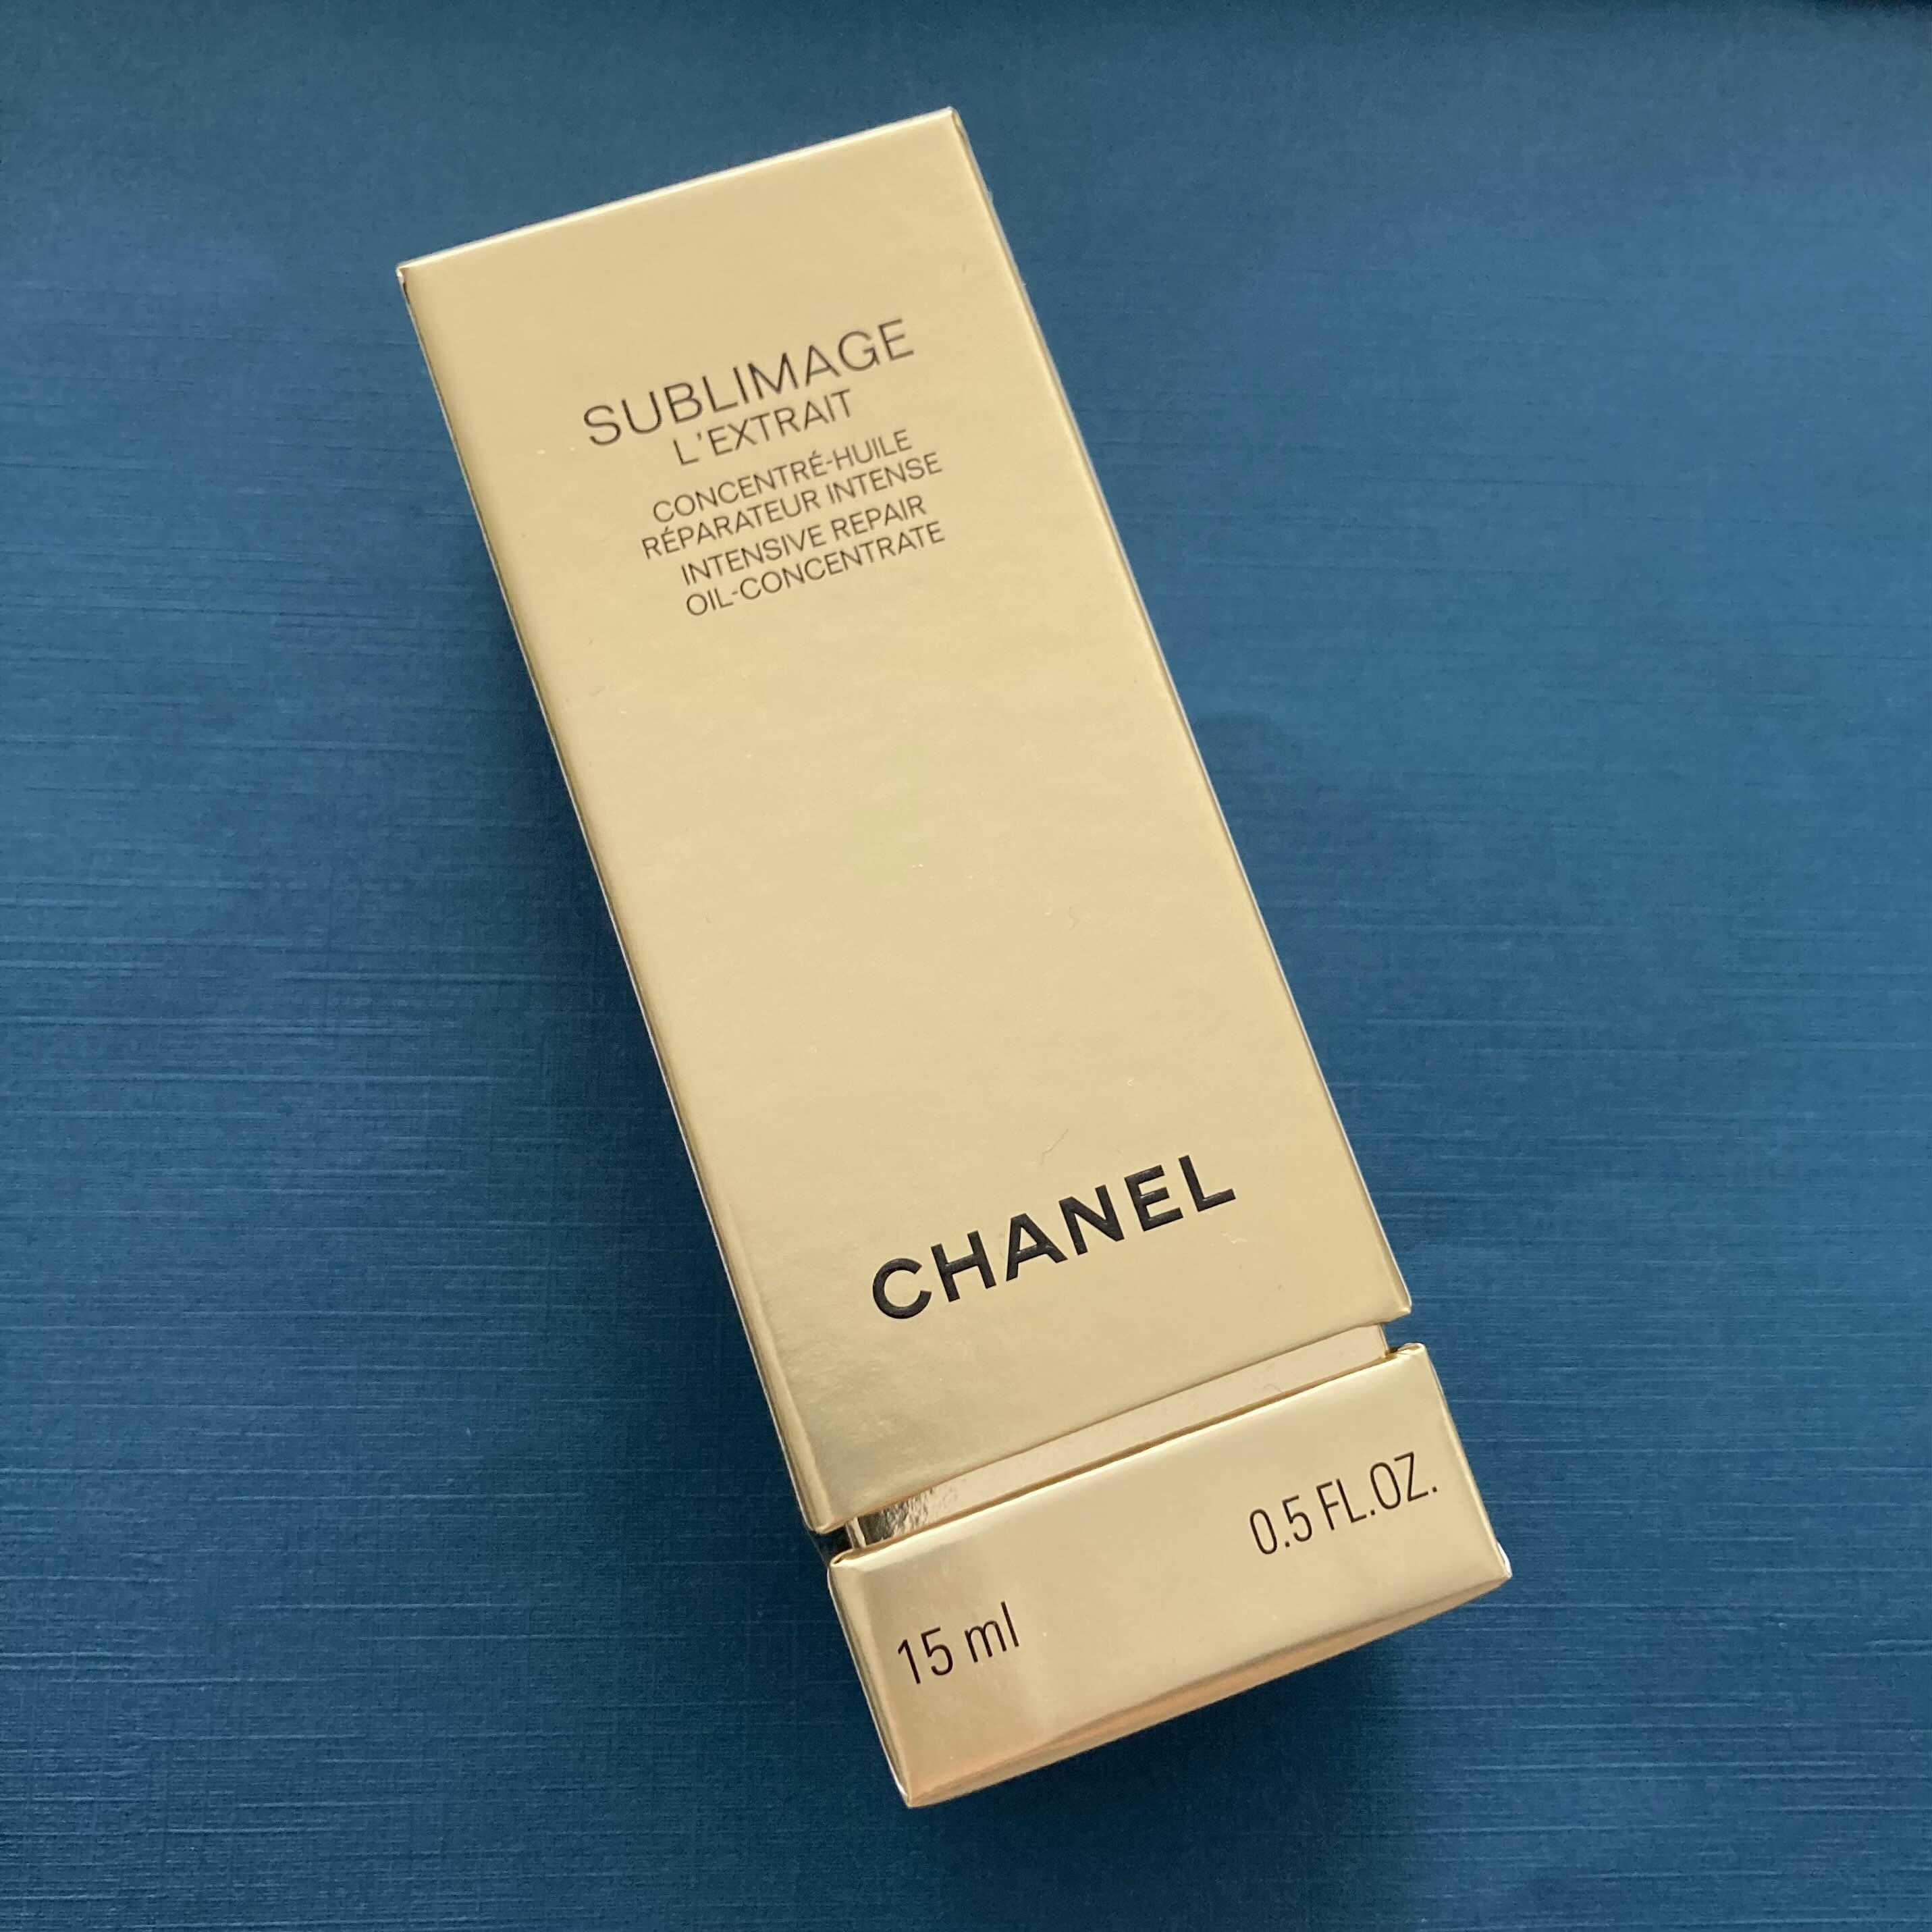 SUBLIMAGE
L'EXTRAIT
CONCENTRÉ-HUILE
RÉPARATEUR INTENSE
INTENSIVE REPAIR
OIL-CONCENTRATE
CHANEL
15 ml 0.5 FL.OZ.